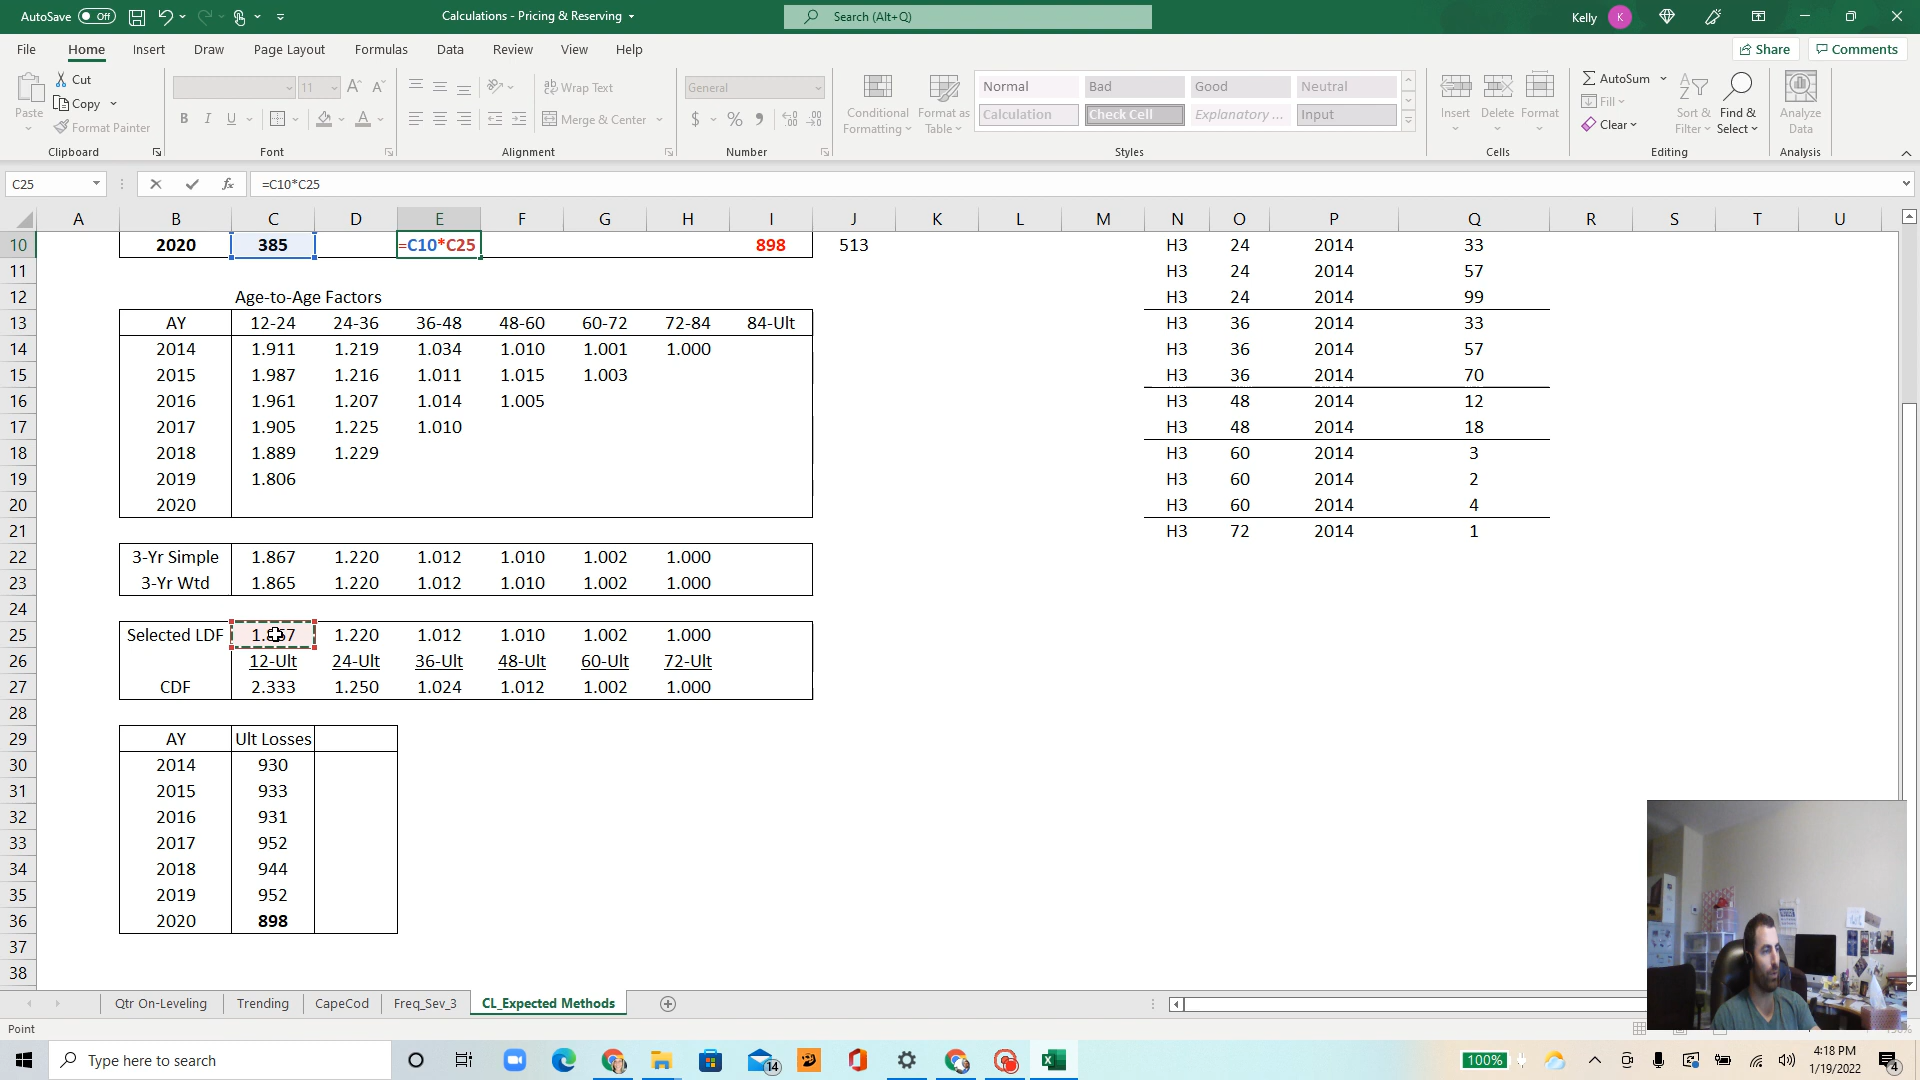 AutoSave Off Calculations - Pricing & Reserving Search (Alt+Q) Kelly K
File Home Insert Draw Page Layout Formulas Data Review View Help Share Comments
Paste Cut Copy Format Painter Clipboard
11 A A B I U A Font
ab Wrap Text Merge & Center Alignment
General $ % 9 Number
Conditional Formatting Format as Table
Normal Bad Good Neutral
Calculation Check Cell Explanatory ... Input
Styles
Insert Delete Format Cells
AutoSum Fill Clear Sort & Filter Find & Select Editing
Analyze Data Analysis
C25 fx =C10*C25
A B C D E F G H I J K L M N O P Q R S T U
10 2020 385 =C10*C25 898 513 H3 24 2014 33
11 H3 24 2014 57
12 Age-to-Age Factors H3 24 2014 99
13 AY 12-24 24-36 36-48 48-60 60-72 72-84 84-Ult H3 36 2014 33
14 2014 1.911 1.219 1.034 1.010 1.001 1.000 H3 36 2014 57
15 2015 1.987 1.216 1.011 1.015 1.003 H3 36 2014 70
16 2016 1.961 1.207 1.014 1.005 H3 48 2014 12
17 2017 1.905 1.225 1.010 H3 48 2014 18
18 2018 1.889 1.229 H3 60 2014 3
19 2019 1.806 H3 60 2014 2
20 2020 H3 60 2014 4
21 H3 72 2014 1
22 3-Yr Simple 1.867 1.220 1.012 1.010 1.002 1.000
23 3-Yr Wtd 1.865 1.220 1.012 1.010 1.002 1.000
24
25 Selected LDF 1.220 1.012 1.010 1.002 1.000
26 12-Ult 24-Ult 36-Ult 48-Ult 60-Ult 72-Ult
27 CDF 2.333 1.250 1.024 1.012 1.002 1.000
28
29 AY Ult Losses
30 2014 930
31 2015 933
32 2016 931
33 2017 952
34 2018 944
35 2019 952
36 2020 898
37
38
Qtr On-Leveling Trending CapeCod Freq_Sev_3 CL_Expected Methods
Point
Type here to search 14 100% 4:18 PM
1/19/2022 4